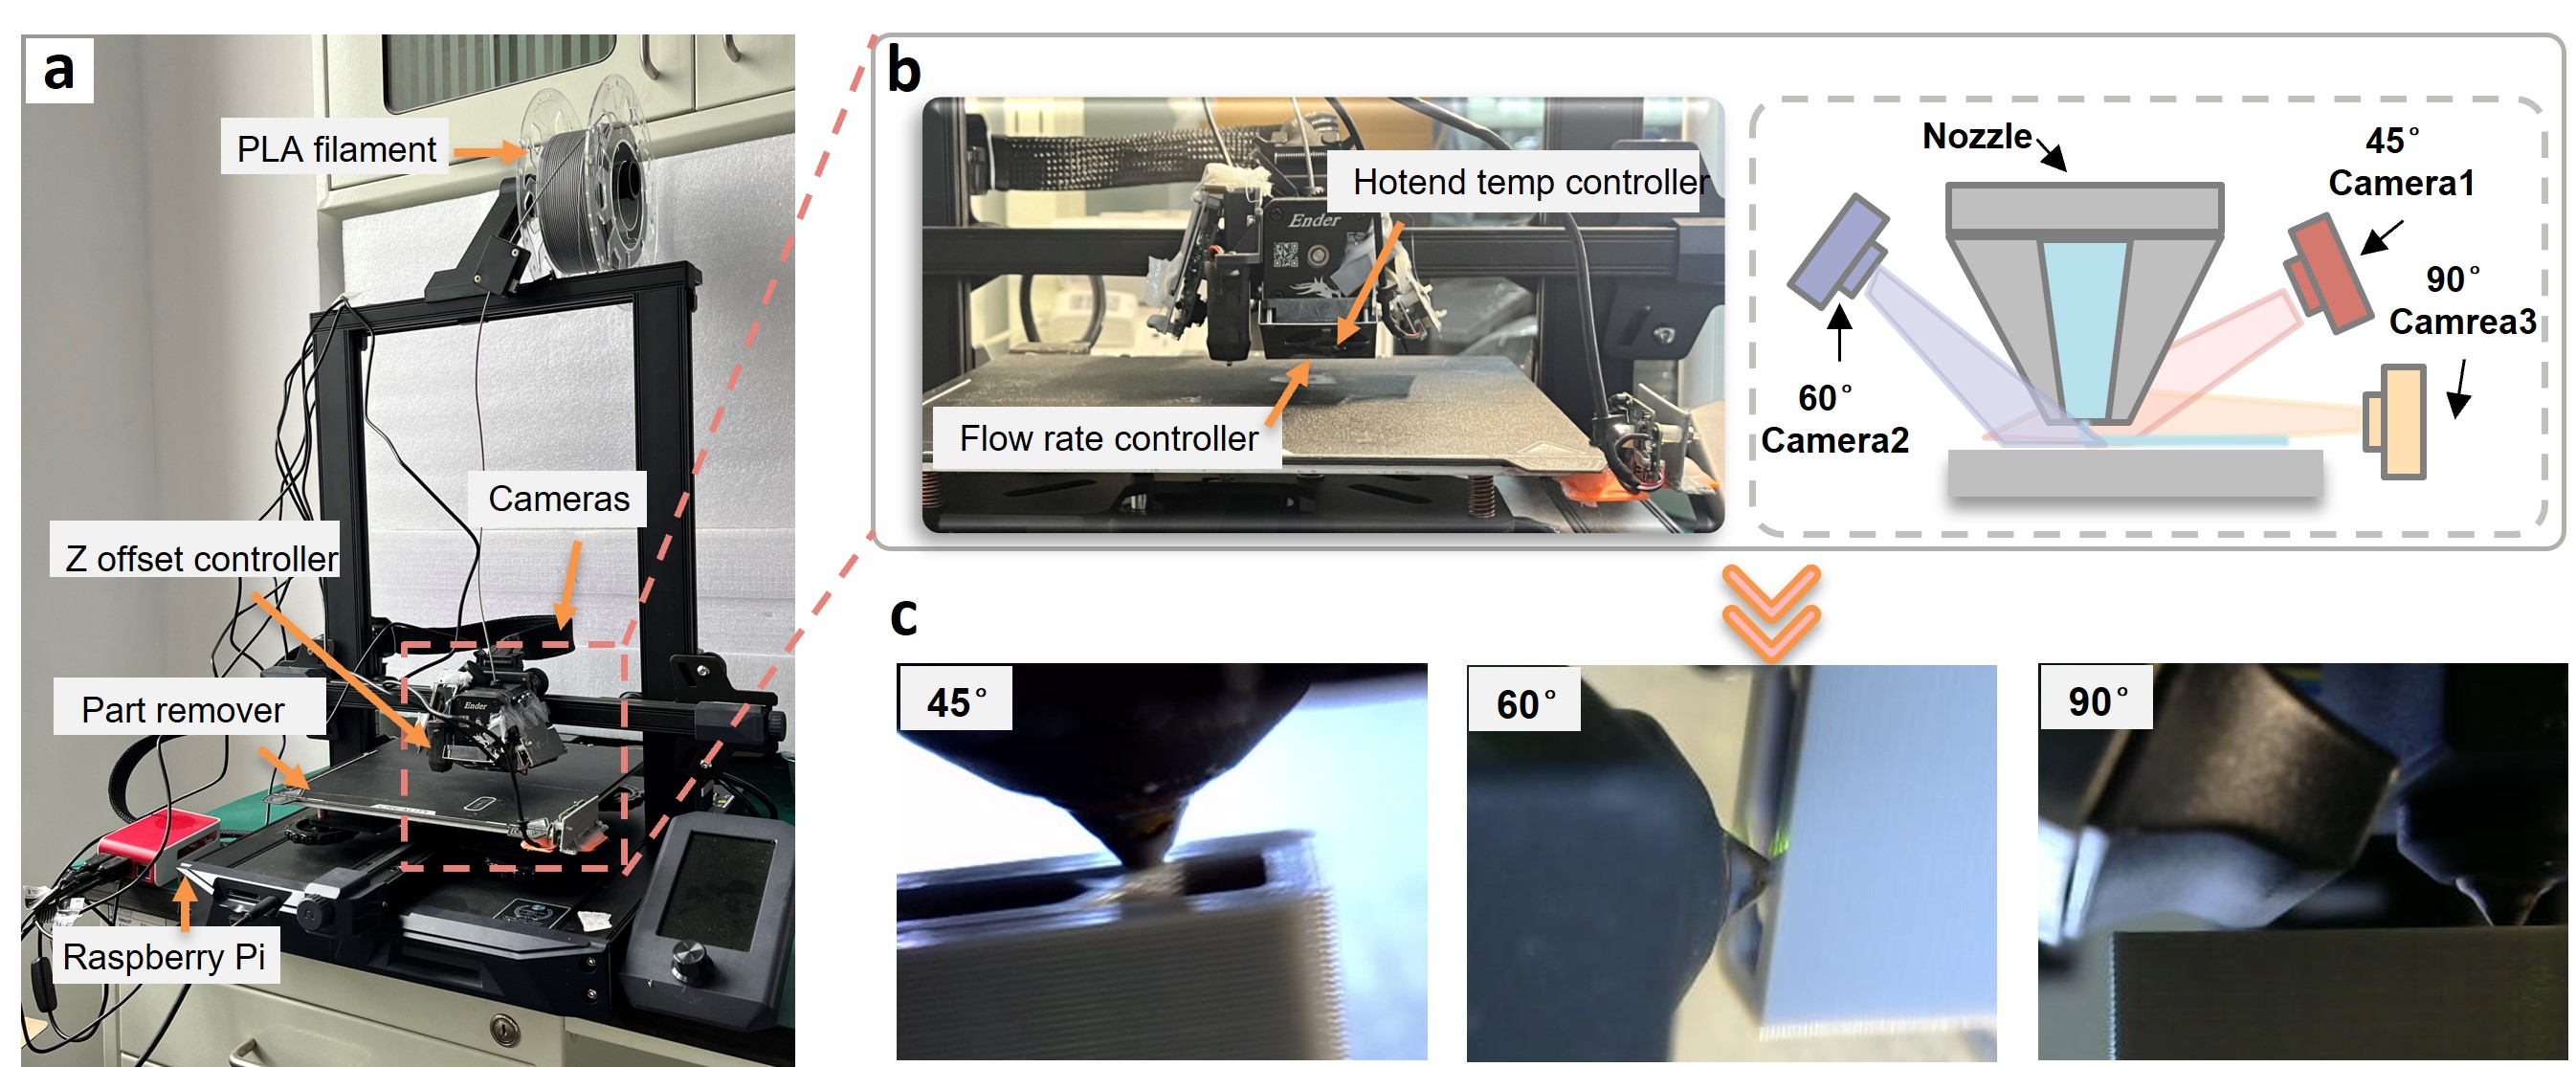 a
PLA filament
Cameras
Z offset controller
Part remover
Ender
Raspberry Pi
b
Hotend temp controller
Ender
Flow rate controller
Nozzle
45°
Camera1
90°
Camrea3
60°
Camera2
c
45°
60°
90°